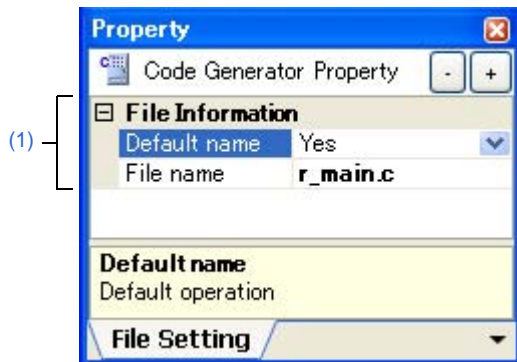 Property
Code Generator Property - +
(1)
File Information
Default name Yes
File name r_main.c
Default name
Default operation
File Setting